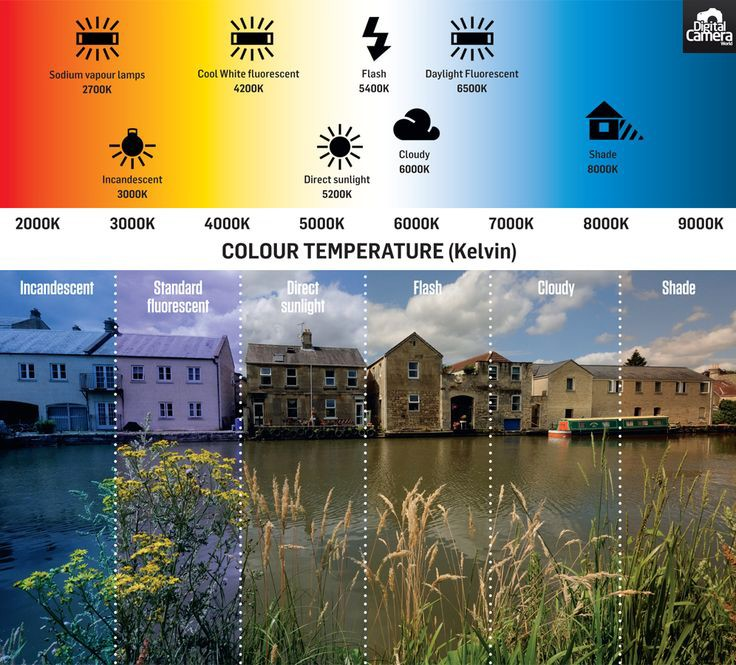 Digital
Camera
World
Sodium vapour lamps
2700K
Cool White fluorescent
4200K
Flash
5400K
Daylight Fluorescent
6500K
Incandescent
3000K
Direct sunlight
5200K
Cloudy
6000K
Shade
8000K
2000K 3000K 4000K 5000K 6000K 7000K 8000K 9000K
COLOUR TEMPERATURE (Kelvin)
Incandescent
Standard
fluorescent
Direct
sunlight
Flash
Cloudy
Shade